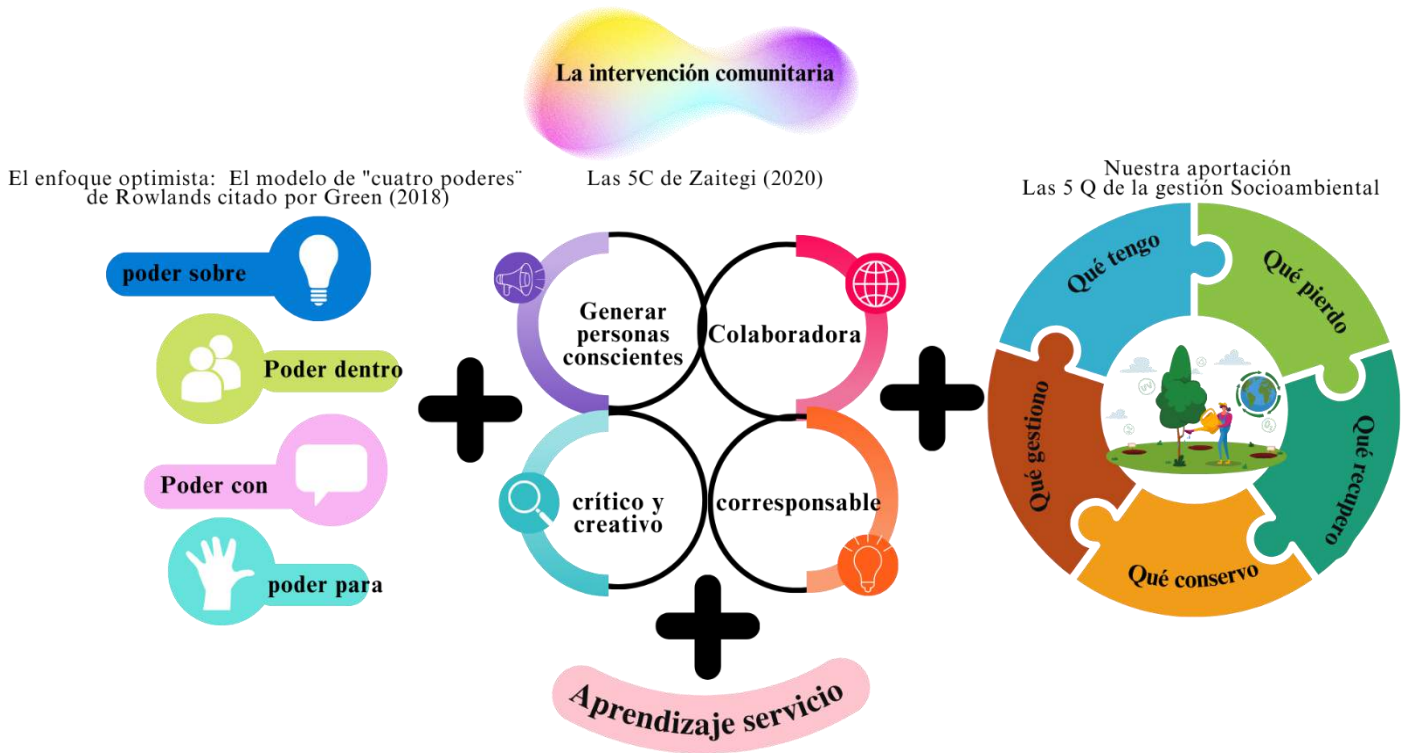 La intervención comunitaria
El enfoque optimista: El modelo de "cuatro poderes¨
de Rowlands citado por Green (2018)
poder sobre
Poder dentro
Poder con
poder para
Las 5C de Zaitegi (2020)
Generar
personas
conscientes
Colaboradora
crítico y
creativo
corresponsable
Aprendizaje servicio
Nuestra aportación
Las 5 Q de la gestión Socioambiental
Qué tengo
Qué pierdo
Qué recupero
Qué conservo
Qué gestiono